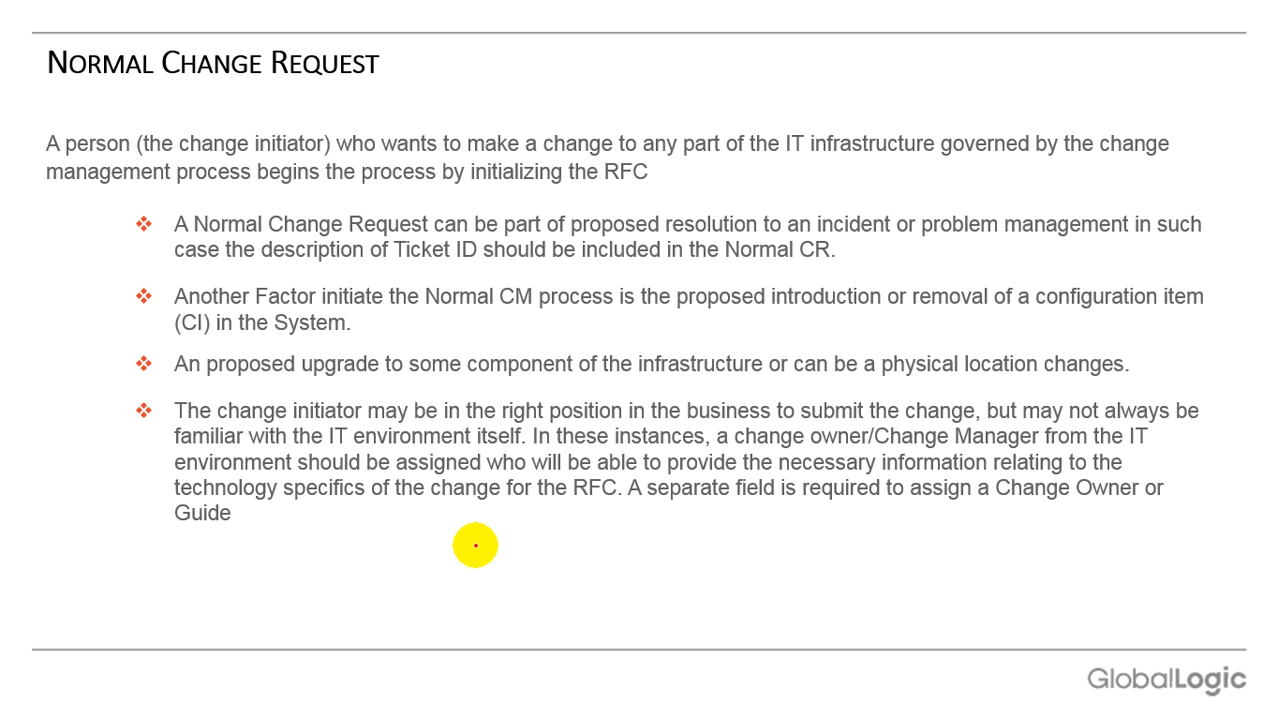 NORMAL CHANGE REQUEST
A person (the change initiator) who wants to make a change to any part of the IT infrastructure governed by the change
management process begins the process by initializing the RFC
A Normal Change Request can be part of proposed resolution to an incident or problem management in such
case the description of Ticket ID should be included in the Normal CR.
Another Factor initiate the Normal CM process is the proposed introduction or removal of a configuration item
(CI) in the System.
An proposed upgrade to some component of the infrastructure or can be a physical location changes.
The change initiator may be in the right position in the business to submit the change, but may not always be
familiar with the IT environment itself. In these instances, a change owner/Change Manager from the IT
environment should be assigned who will be able to provide the necessary information relating to the
technology specifics of the change for the RFC. A separate field is required to assign a Change Owner or
Guide
GlobalLogic